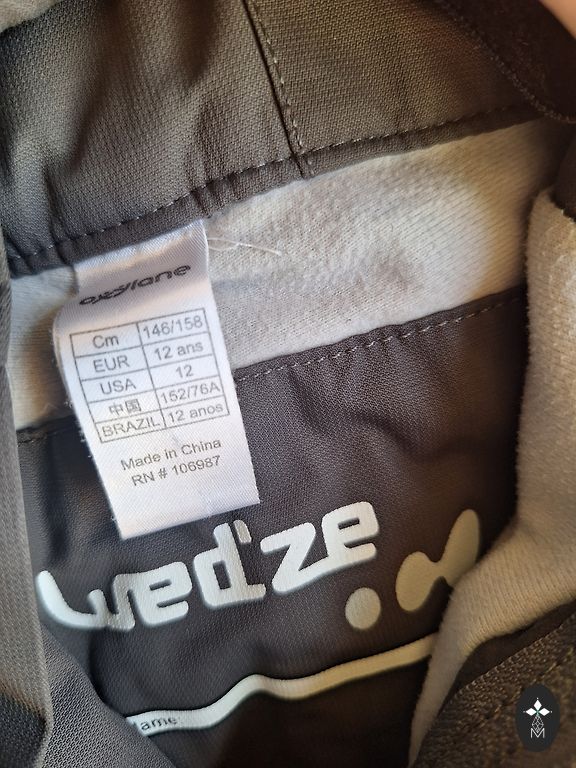 oxylane
Cm 146/158
EUR 12 ans
USA 12
中国 152/76A
BRAZIL 12 anos
Made in China
RN # 106987
wed'ze
Name:
M